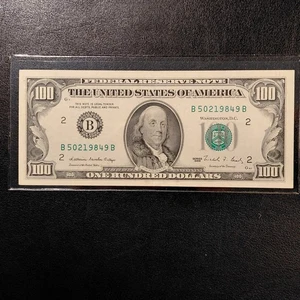 FEDERAL RESERVE NOTE
100 THE UNITED STATES OF AMERICA 100
THIS NOTE IS LEGAL TENDER
FOR ALL DEBTS, PUBLIC AND PRIVATE
B 50219849 B
2 B 2
WASHINGTON, D.C.
B 50219849 B
2 2
100 ONE HUNDRED DOLLARS 100